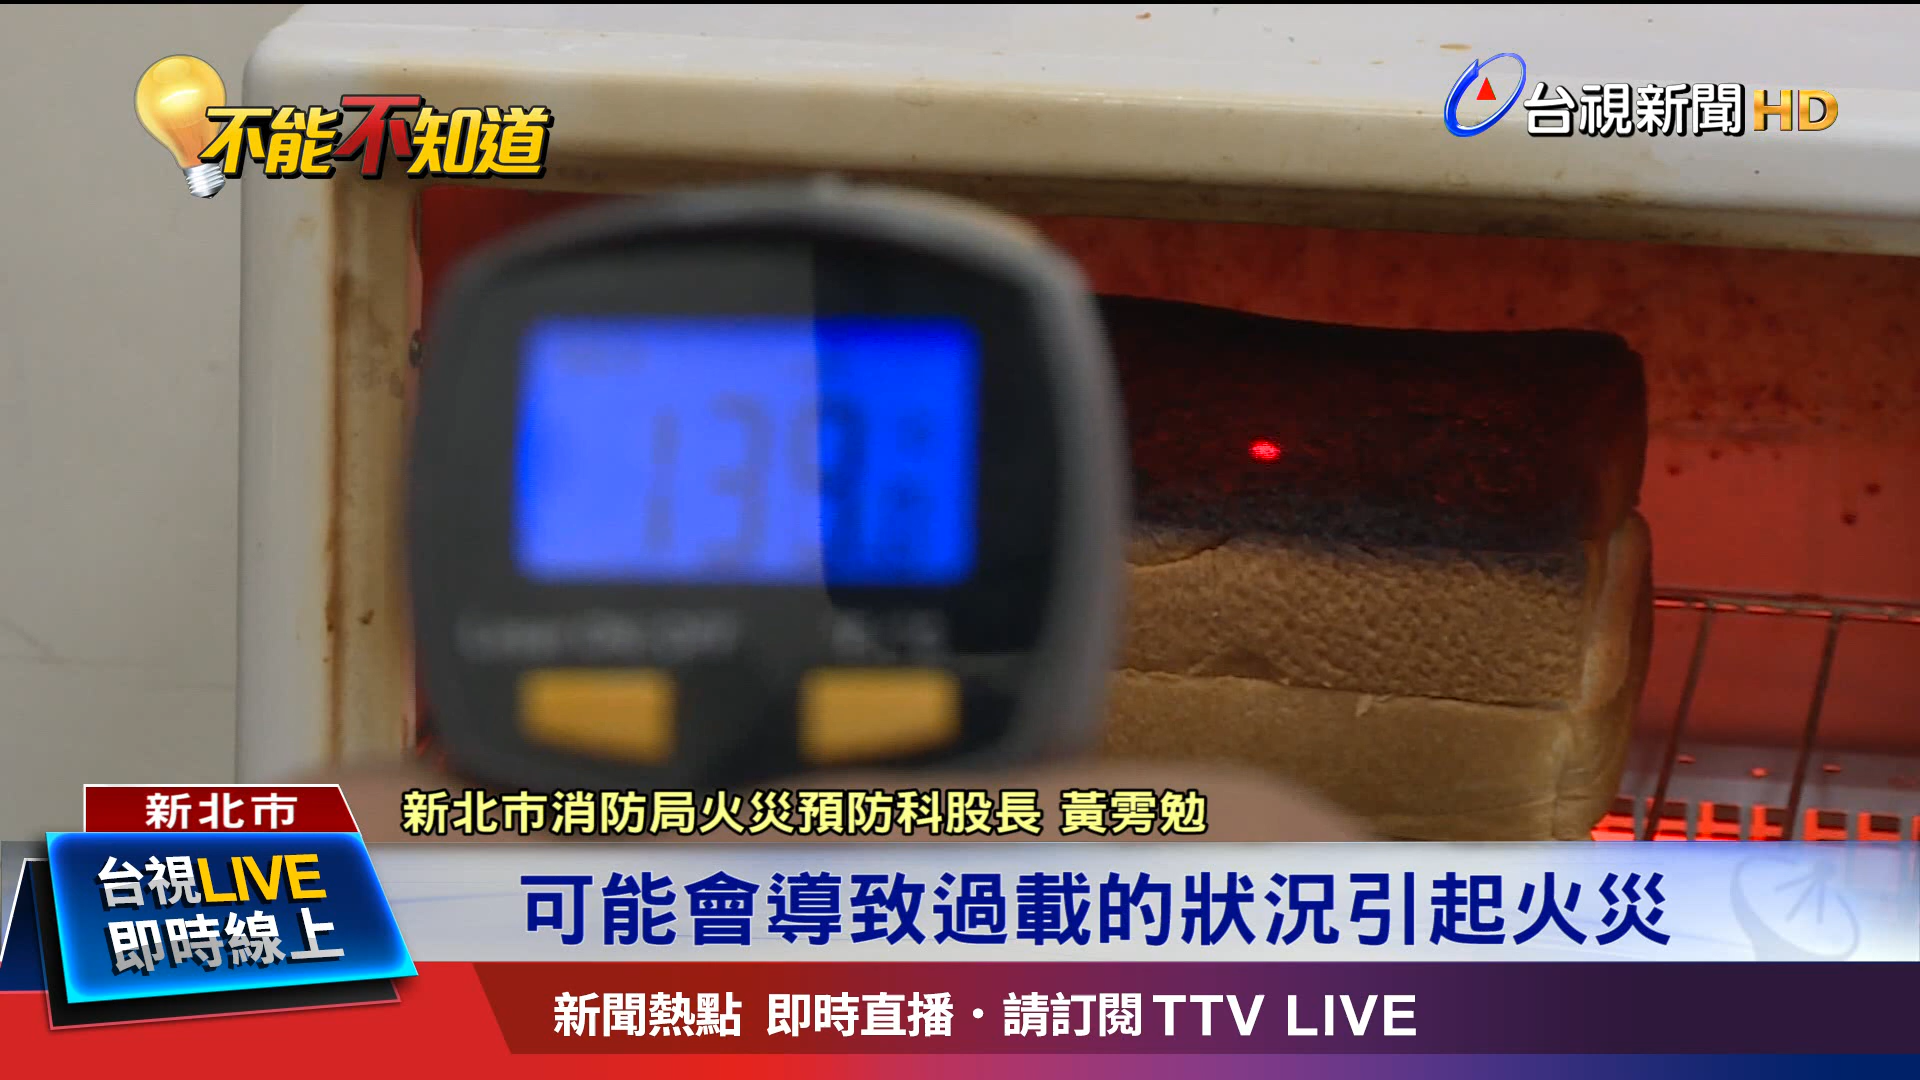 不能不知道
台視新聞HD
139
新北市
新北市消防局火災預防科股長 黃雱勉
台視LIVE
即時線上
可能會導致過載的狀況引起火災
新聞熱點 即時直播・請訂閱TTV LIVE